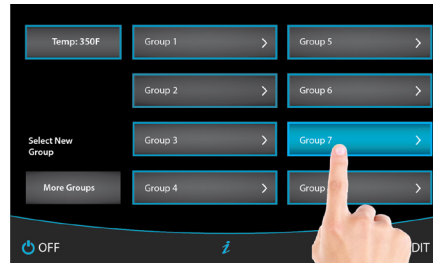 Temp: 350F
Group 1
Group 5
Group 2
Group 6
Select New
Group
Group 3
Group 7
More Groups
Group 4
Group
OFF
i
DIT